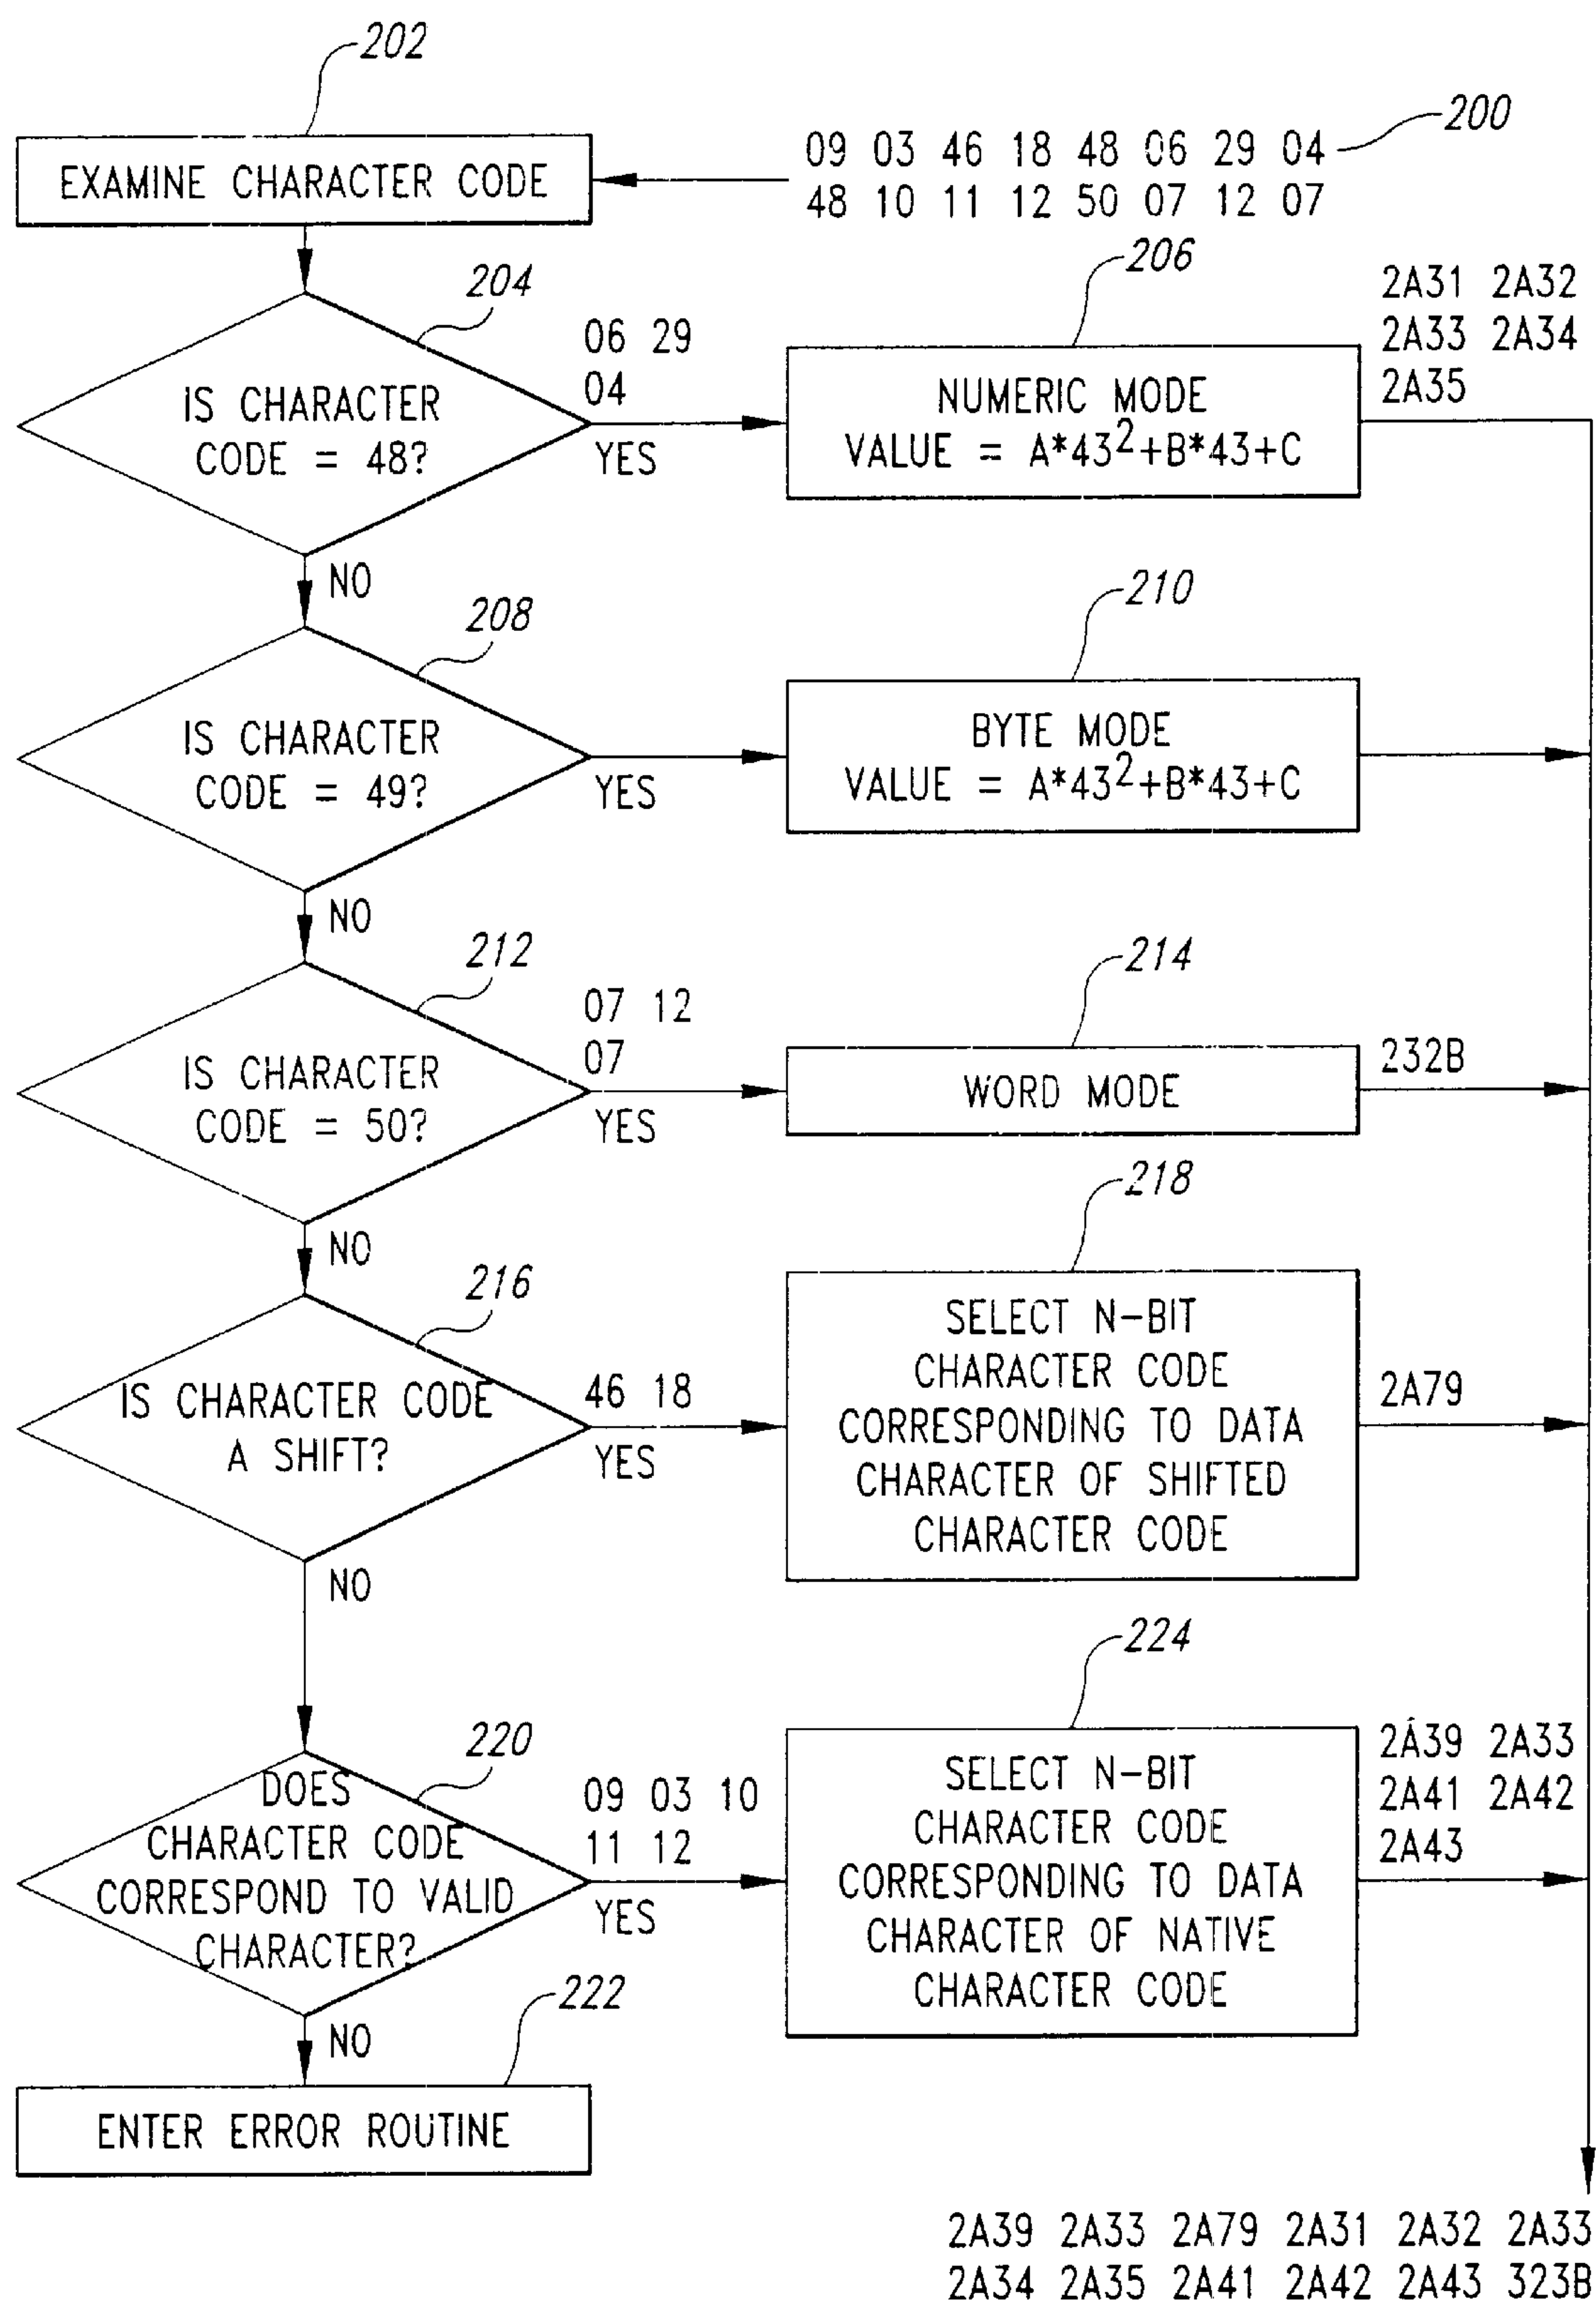 202
EXAMINE CHARACTER CODE
09 03 46 18 48 06 29 04
48 10 11 12 50 07 12 07
200
204
IS CHARACTER
CODE = 48?
06 29
04
YES
NO
206
NUMERIC MODE
VALUE = A*43²+B*43+C
2A31 2A32
2A33 2A34
2A35
208
IS CHARACTER
CODE = 49?
YES
NO
210
BYTE MODE
VALUE = A*43²+B*43+C
212
IS CHARACTER
CODE = 50?
07 12
07
YES
NO
214
WORD MODE
232B
216
IS CHARACTER CODE
A SHIFT?
46 18
YES
NO
218
SELECT N-BIT
CHARACTER CODE
CORRESPONDING TO DATA
CHARACTER OF SHIFTED
CHARACTER CODE
2A79
220
DOES
CHARACTER CODE
CORRESPOND TO VALID
CHARACTER?
09 03 10
11 12
YES
NO
224
SELECT N-BIT
CHARACTER CODE
CORRESPONDING TO DATA
CHARACTER OF NATIVE
CHARACTER CODE
2A39 2A33
2A41 2A42
2A43
222
ENTER ERROR ROUTINE
2A39 2A33 2A79 2A31 2A32 2A33
2A34 2A35 2A41 2A42 2A43 323B